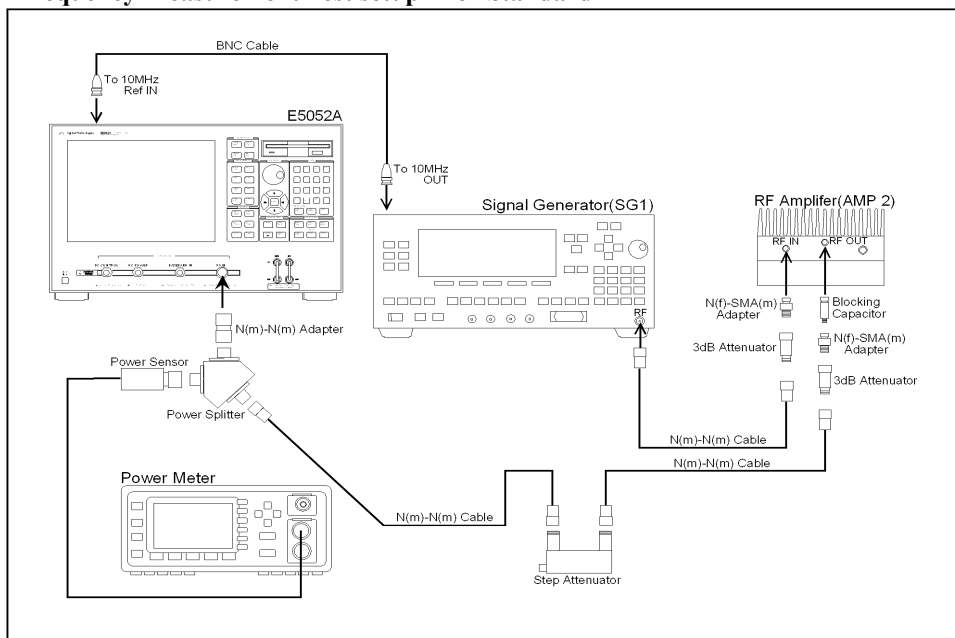 BNC Cable
To 10MHz
Ref IN
E5052A
To 10MHz
OUT
Signal Generator(SG1)
RF Amplifer(AMP 2)
RF IN
RF OUT
RF
N(m)-N(m) Adapter
N(f)-SMA(m)
Adapter
Blocking
Capacitor
3dB Attenuator
N(f)-SMA(m)
Adapter
3dB Attenuator
Power Sensor
Power Splitter
N(m)-N(m) Cable
N(m)-N(m) Cable
Power Meter
N(m)-N(m) Cable
Step Attenuator